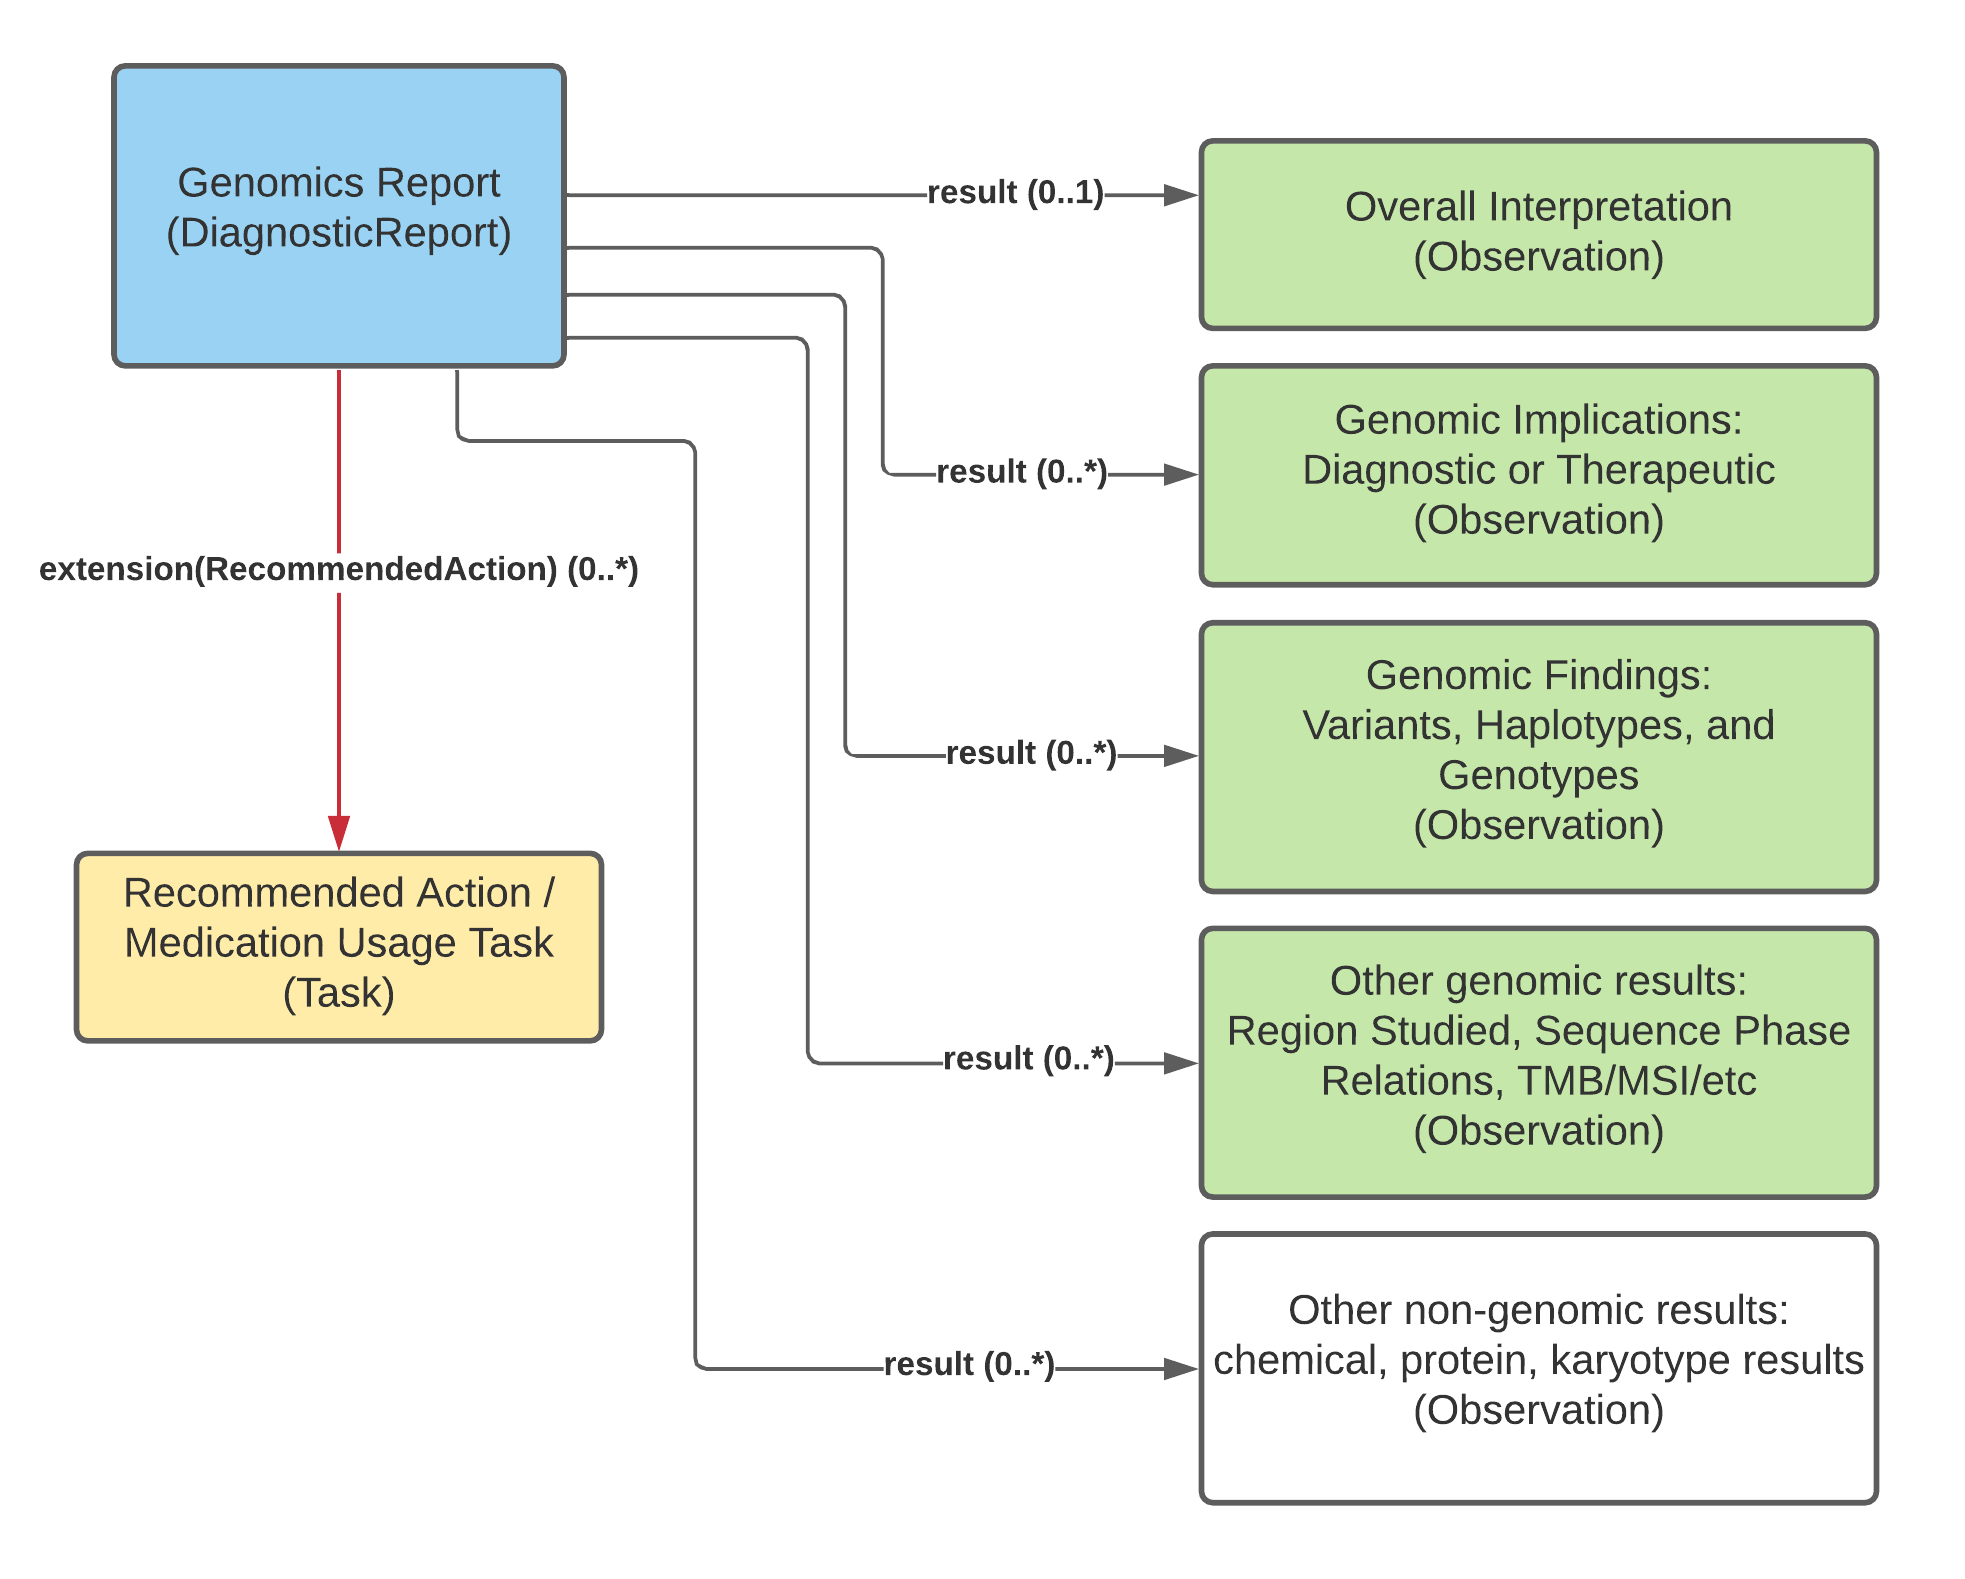 Genomics Report
(DiagnosticReport)
result (0..1)
Overall Interpretation
(Observation)
result (0..*)
Genomic Implications:
Diagnostic or Therapeutic
(Observation)
extension(RecommendedAction) (0..*)
result (0..*)
Genomic Findings:
Variants, Haplotypes, and
Genotypes
(Observation)
Recommended Action /
Medication Usage Task
(Task)
result (0..*)
Other genomic results:
Region Studied, Sequence Phase
Relations, TMB/MSI/etc
(Observation)
result (0..*)
Other non-genomic results:
chemical, protein, karyotype results
(Observation)